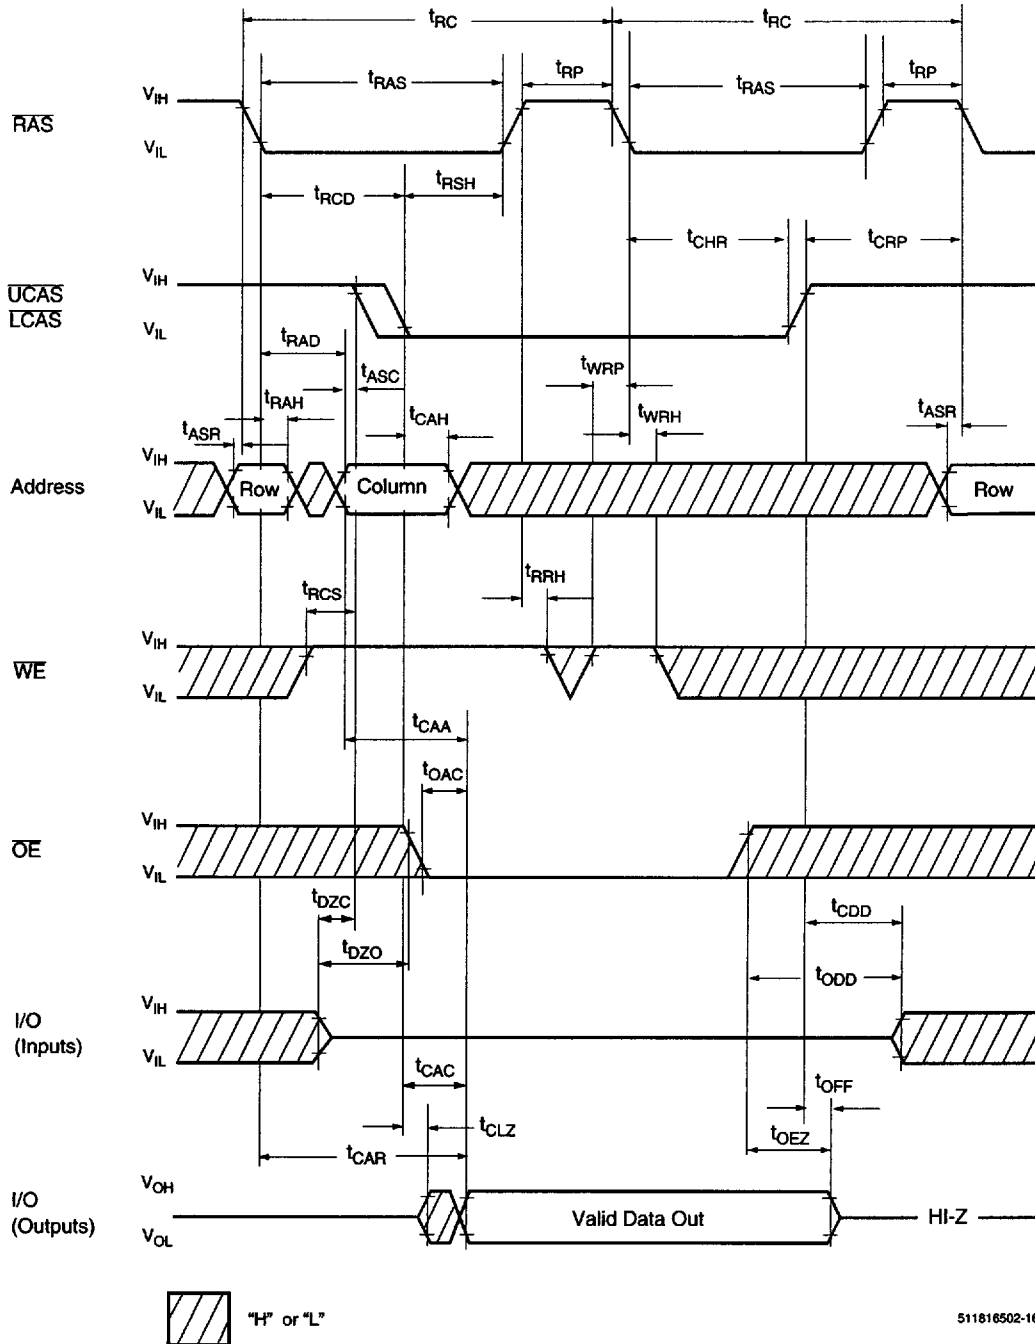 tRC tRC
tRAS tRP tRAS tRP
VIH
RAS
VIL
tRCD tRSH
tCHR tCRP
VIH
UCAS
LCAS
VIL
tRAD
tASC tWRP
tRAH tCAH tWRH
tASR tASR
VIH
Address Row Column Row
VIL
tRRH
tRCS
VIH
WE
VIL
tCAA
tOAC
VIH
OE
VIL
tDZC tCDD
tDZO tODD
VIH
I/O
(Inputs)
VIL
tCAC tOFF
tCLZ tOEZ
tCAR
VOH
I/O
(Outputs) Valid Data Out HI-Z
VOL
"H" or "L"
511816502-16